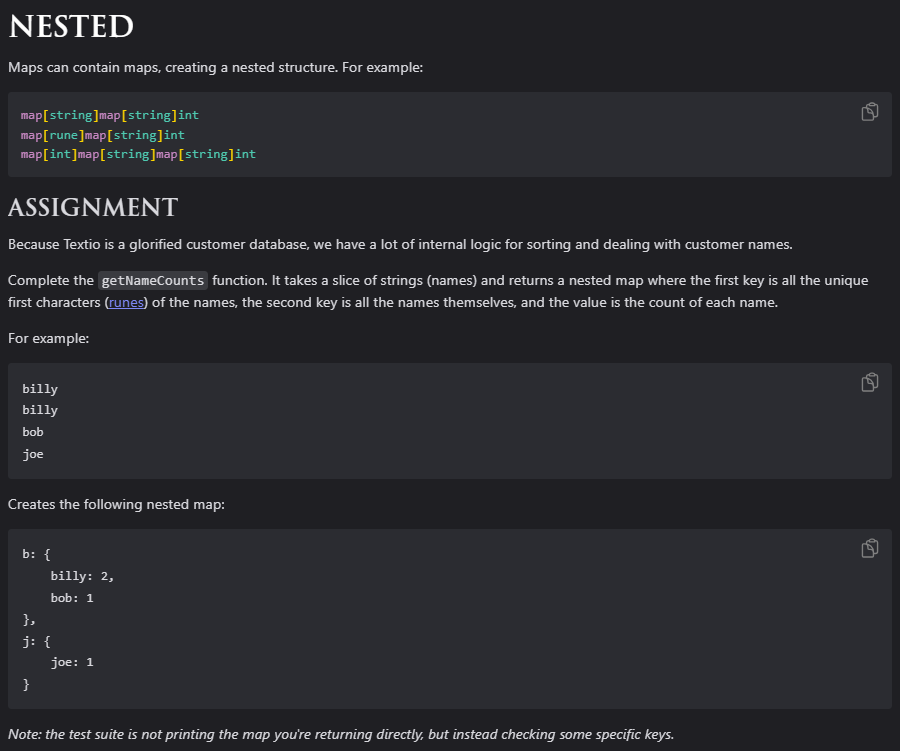 NESTED
Maps can contain maps, creating a nested structure. For example:
map[string]map[string]int
map[rune]map[string]int
map[int]map[string]map[string]int
ASSIGNMENT
Because Textio is a glorified customer database, we have a lot of internal logic for sorting and dealing with customer names.
Complete the getNameCounts function. It takes a slice of strings (names) and returns a nested map where the first key is all the unique
first characters (runes) of the names, the second key is all the names themselves, and the value is the count of each name.
For example:
billy
billy
bob
joe
Creates the following nested map:
b: {
    billy: 2,
    bob: 1
},
j: {
    joe: 1
}
Note: the test suite is not printing the map you're returning directly, but instead checking some specific keys.